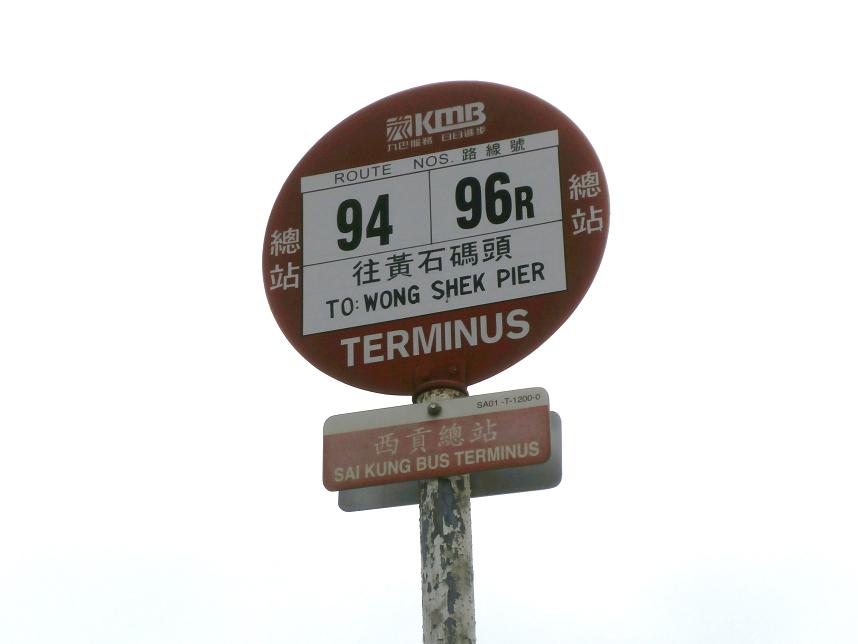 KMB
九巴服務 日日進步
ROUTE NOS. 路線號
94 96R
總站
總站
往黃石碼頭
TO: WONG SHEK PIER
TERMINUS
SA01-T-1200-0
西貢總站
SAI KUNG BUS TERMINUS